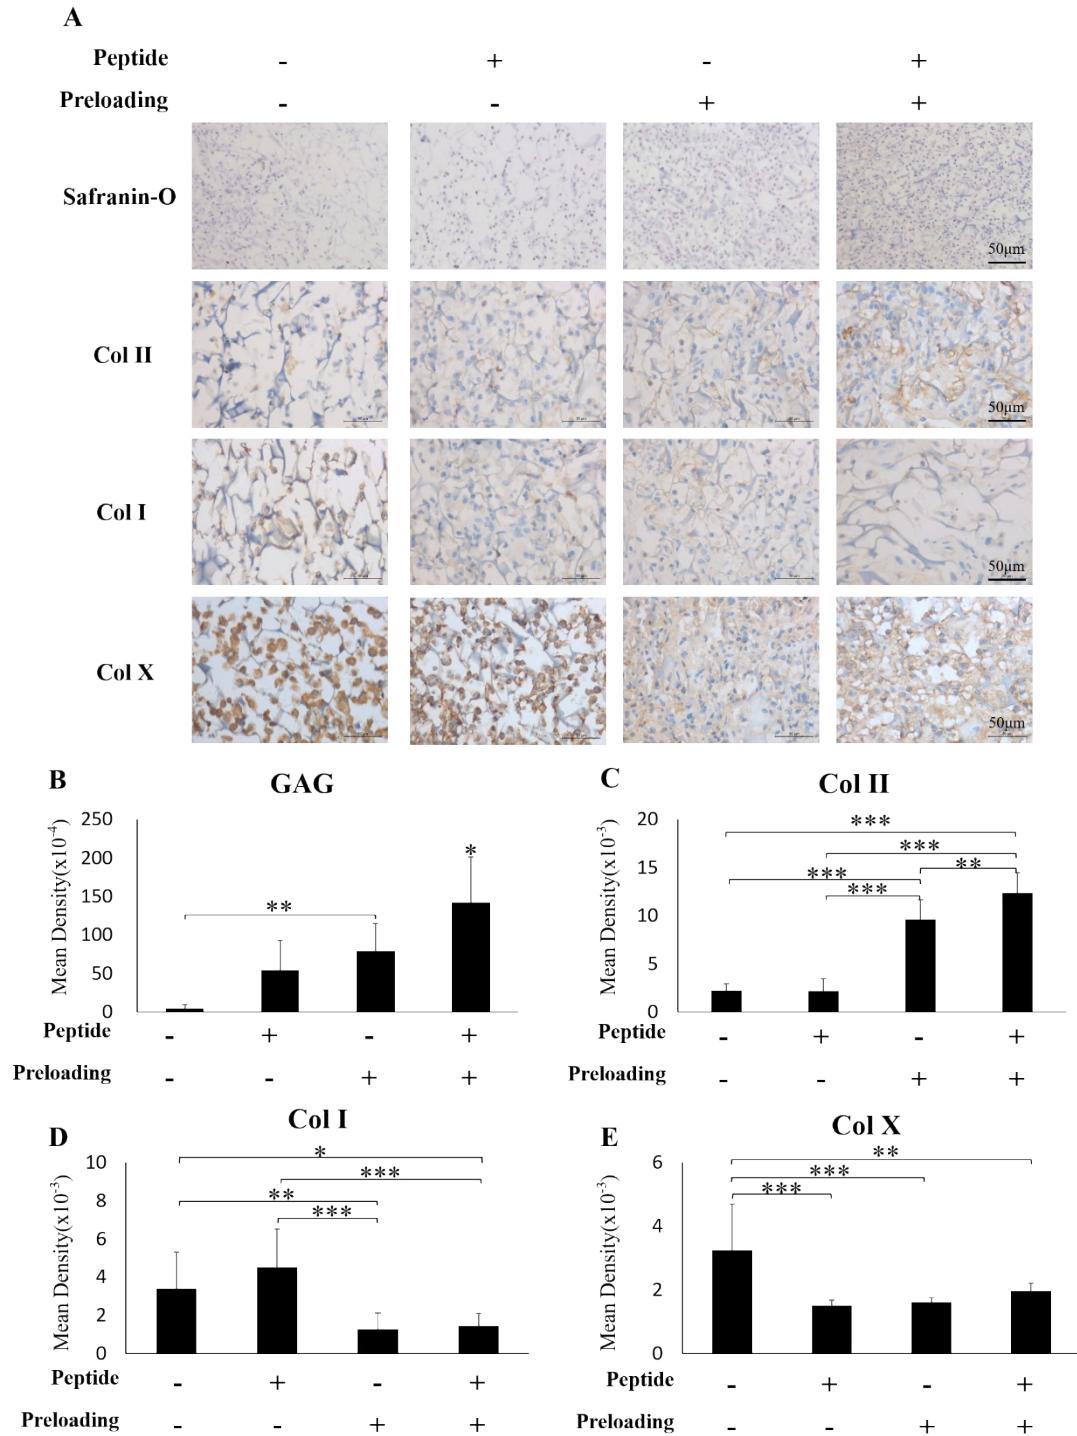 A
Peptide - + - +
Preloading - - + +
Safranin-O
50μm
Col II
50μm
Col I
50μm
Col X
50μm
B
GAG
Mean Density(x10⁻⁴)
250
200
150
100
50
0
**
*
Peptide - + - +
Preloading - - + +
C
Col II
Mean Density(x10⁻³)
20
15
10
5
0
***
***
*** **
***
Peptide - + - +
Preloading - - + +
D
Col I
Mean Density(x10⁻³)
10
8
6
4
2
0
*
***
**
***
Peptide - + - +
Preloading - - + +
E
Col X
Mean Density(x10⁻³)
6
4
2
0
**
***
***
Peptide - + - +
Preloading - - + +